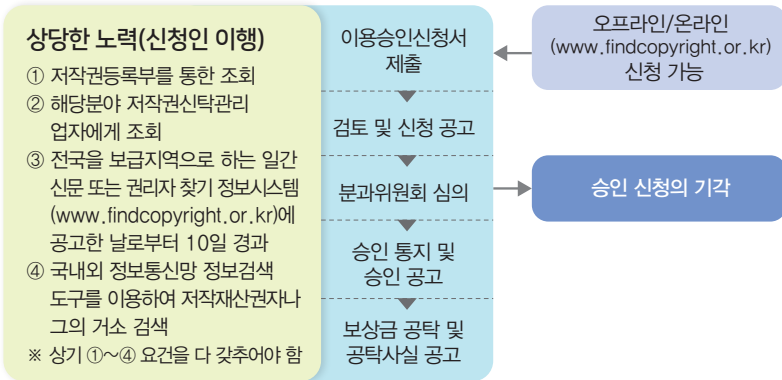 상당한 노력(신청인 이행)
① 저작권등록부를 통한 조회
② 해당분야 저작권신탁관리
업자에게 조회
③ 전국을 보급지역으로 하는 일간
신문 또는 권리자 찾기 정보시스템
(www.findcopyright.or.kr)에
공고한 날로부터 10일 경과
④ 국내외 정보통신망 정보검색
도구를 이용하여 저작재산권자나
그의 거소 검색
※ 상기 ①~④ 요건을 다 갖추어야 함
이용승인신청서
제출
검토 및 신청 공고
분과위원회 심의
승인 통지 및
승인 공고
보상금 공탁 및
공탁사실 공고
오프라인/온라인
(www.findcopyright.or.kr)
신청 가능
승인 신청의 기각